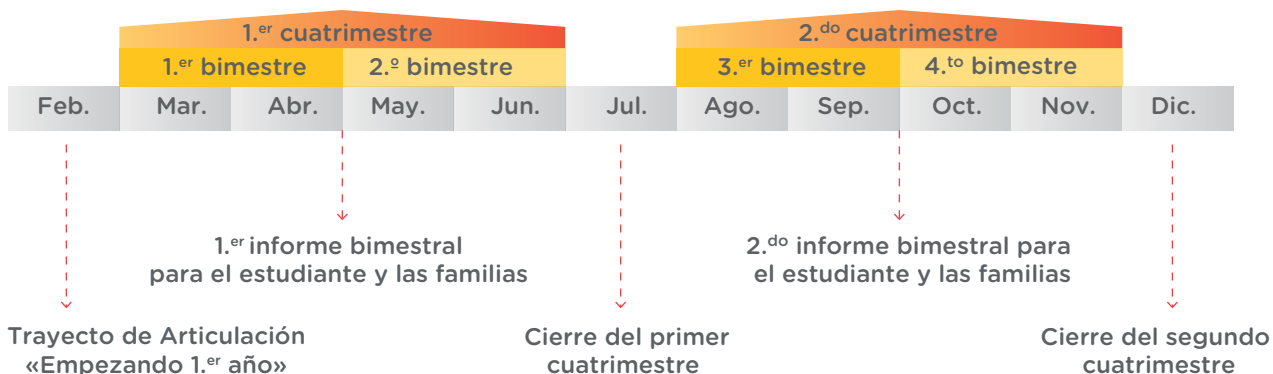 1.er cuatrimestre
2.do cuatrimestre
1.er bimestre
2.º bimestre
3.er bimestre
4.to bimestre
Feb.
Mar.
Abr.
May.
Jun.
Jul.
Ago.
Sep.
Oct.
Nov.
Dic.
1.er informe bimestral
para el estudiante y las familias
2.do informe bimestral para
el estudiante y las familias
Trayecto de Articulación
«Empezando 1.er año»
Cierre del primer
cuatrimestre
Cierre del segundo
cuatrimestre